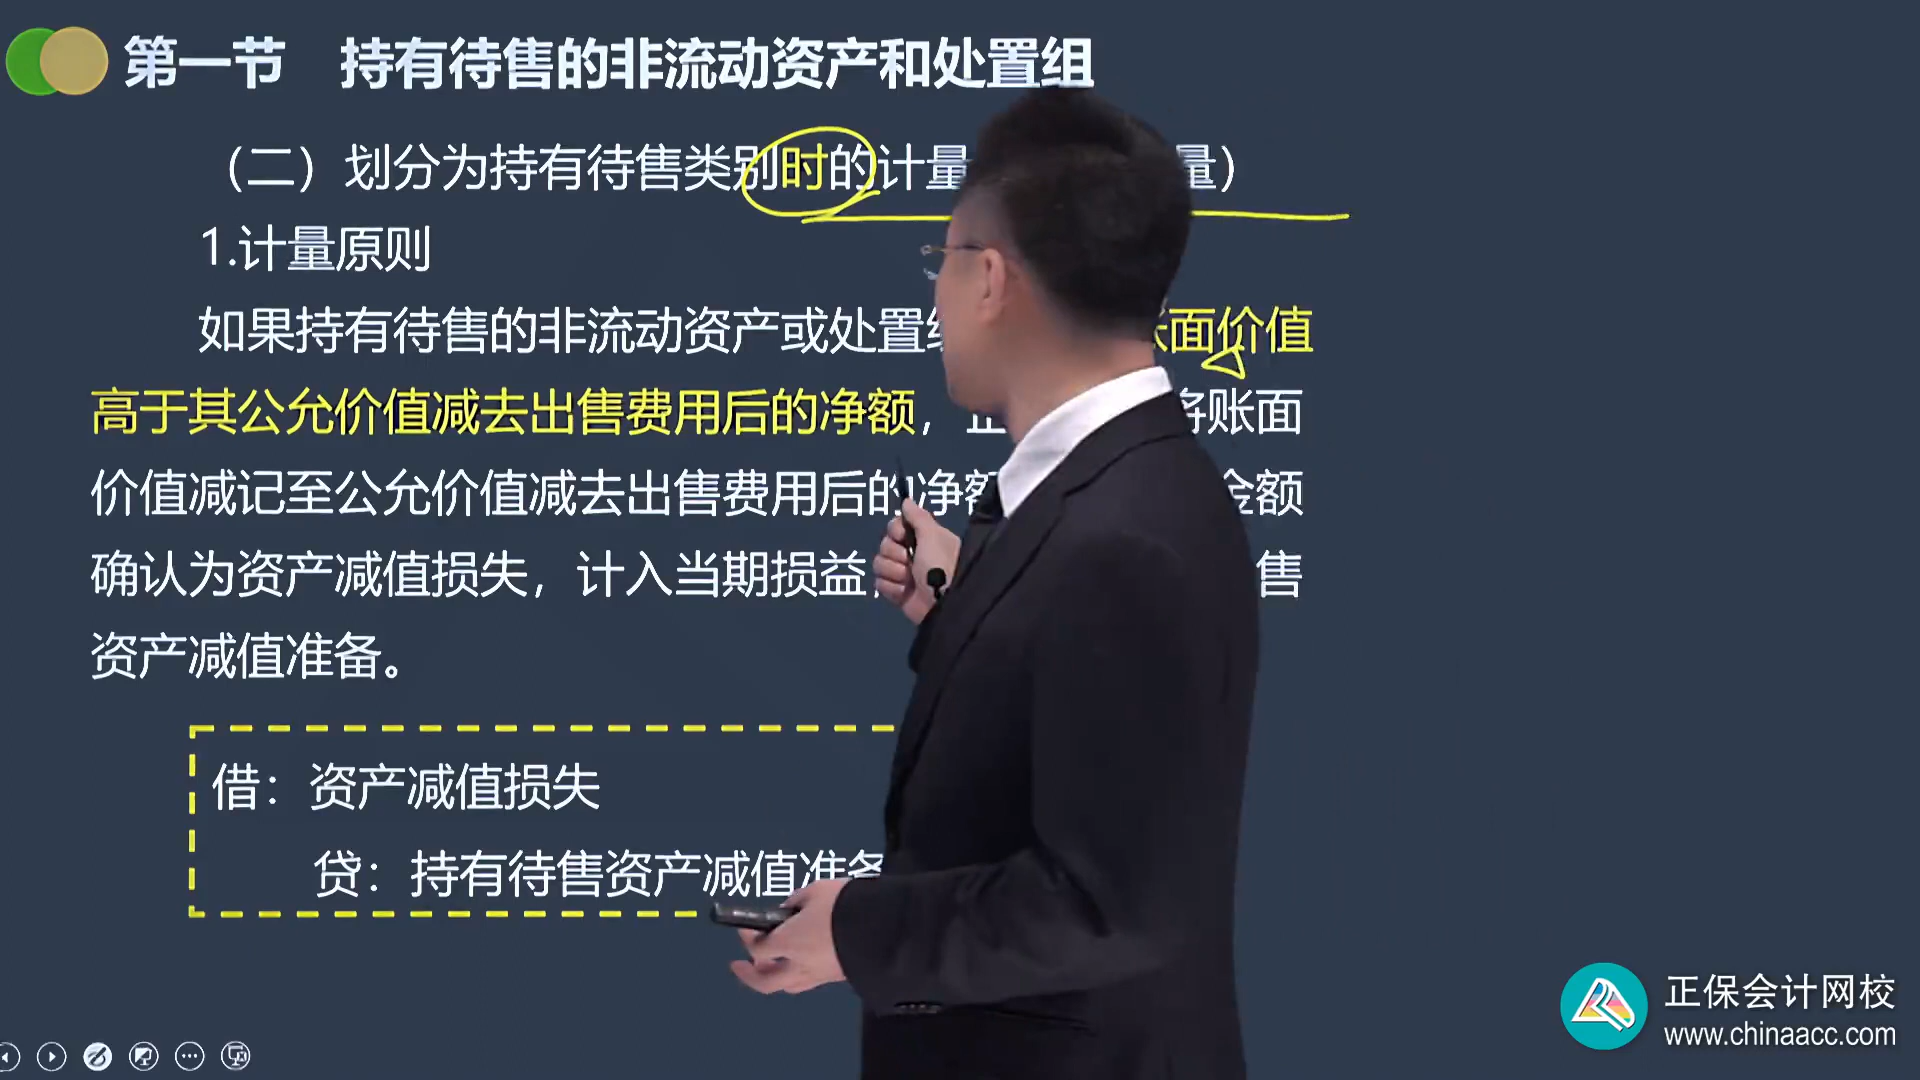 第一节 持有待售的非流动资产和处置组
（二）划分为持有待售类别时的计量 量）
1.计量原则
如果持有待售的非流动资产或处置 面价值
高于其公允价值减去出售费用后的净额， 将账面
价值减记至公允价值减去出售费用后的净额 金额
确认为资产减值损失，计入当期损益 售
资产减值准备。
借：资产减值损失
贷：持有待售资产减值准备
正保会计网校
www.chinaacc.com